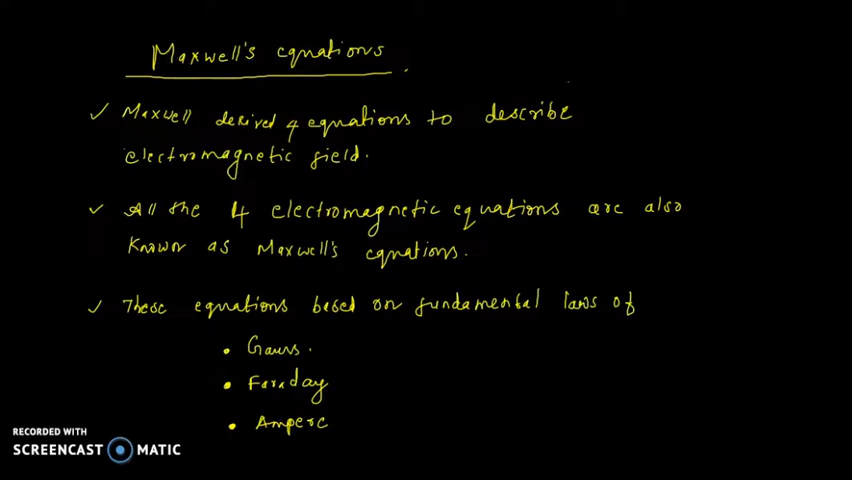 Maxwell's equations
Maxwell derived 4 equations to describe
electromagnetic field.
All the 4 electromagnetic equations are also
known as Maxwell's equations.
These equations based on fundamental laws of
• Gauss.
• Faraday
• Ampere
RECORDED WITH
SCREENCAST MATIC